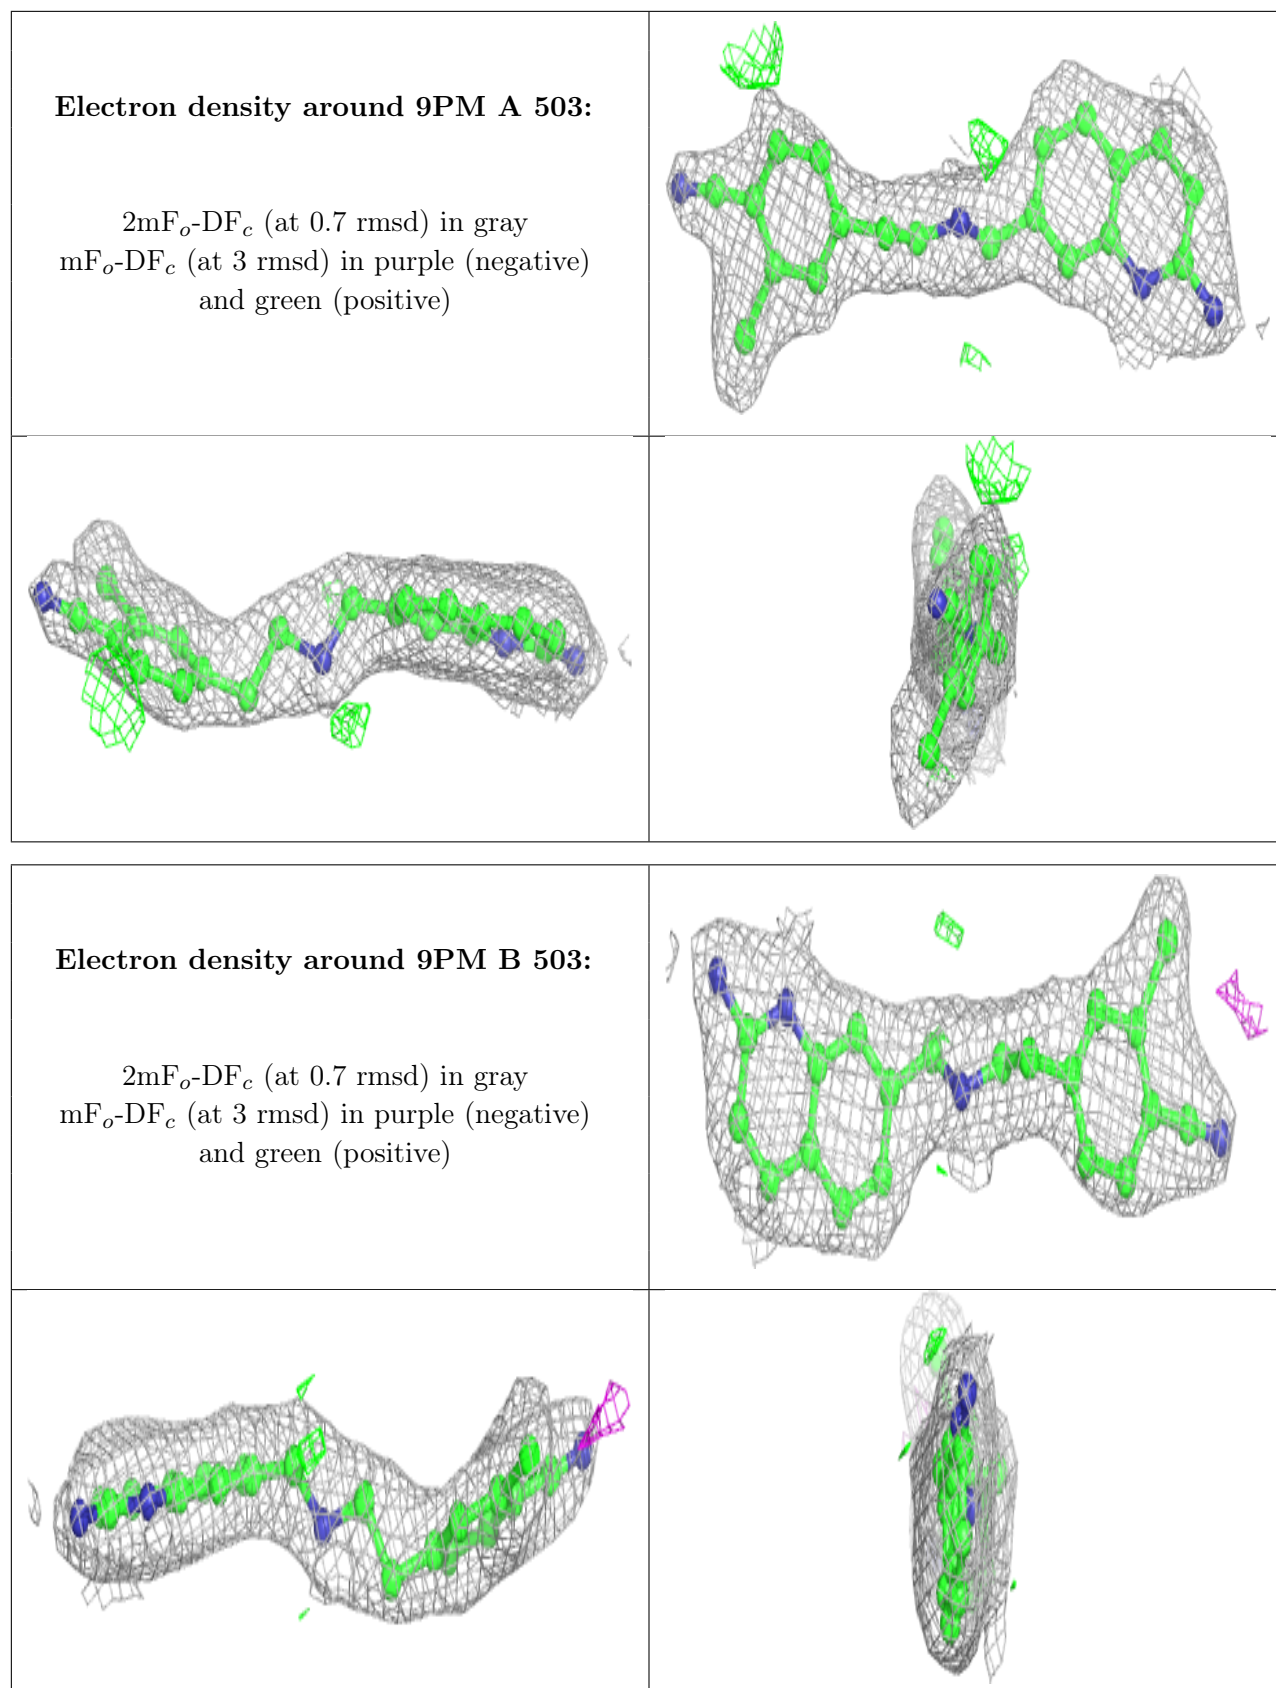 Electron density around 9PM A 503:
2mFo-DFc (at 0.7 rmsd) in gray
mFo-DFc (at 3 rmsd) in purple (negative)
and green (positive)
Electron density around 9PM B 503:
2mFo-DFc (at 0.7 rmsd) in gray
mFo-DFc (at 3 rmsd) in purple (negative)
and green (positive)